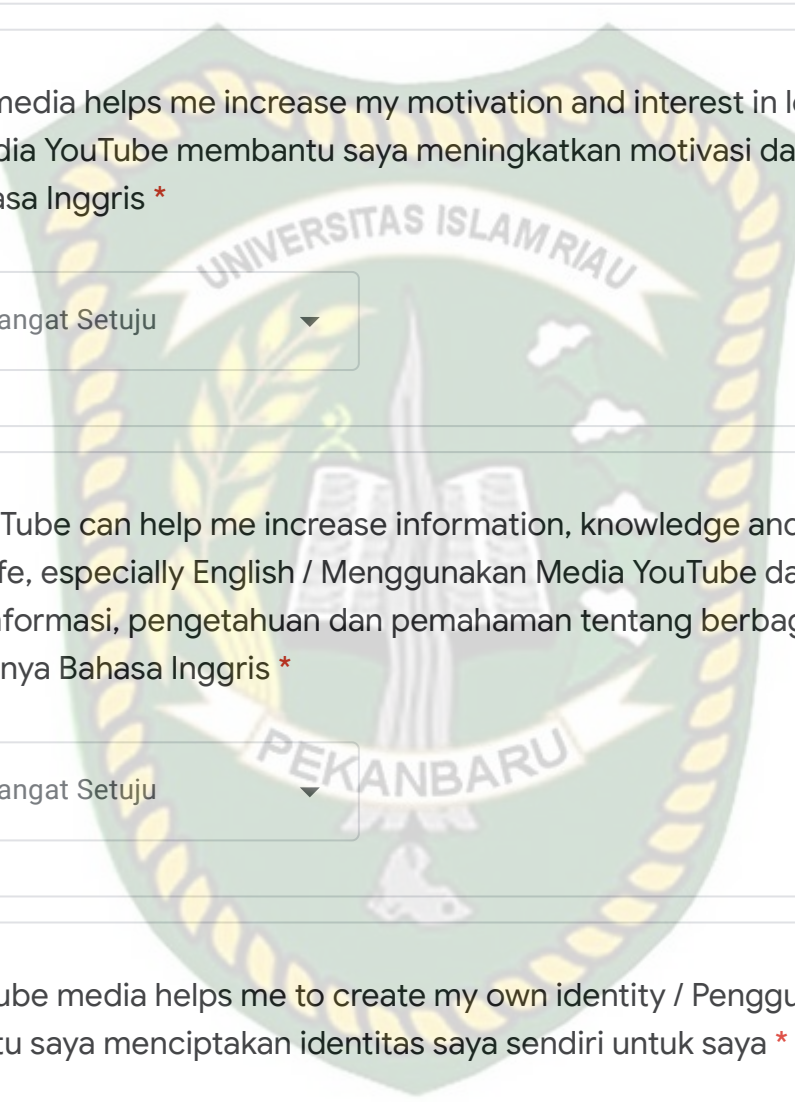 media helps me increase my motivation and interest in l
dia YouTube membantu saya meningkatkan motivasi da
asa Inggris *
UNIVERSITAS ISLAM RIAU
angat Setuju
Tube can help me increase information, knowledge and
fe, especially English / Menggunakan Media YouTube da
nformasi, pengetahuan dan pemahaman tentang berbag
nya Bahasa Inggris *
PEKANBARU
angat Setuju
ube media helps me to create my own identity / Penggu
tu saya menciptakan identitas saya sendiri untuk saya *